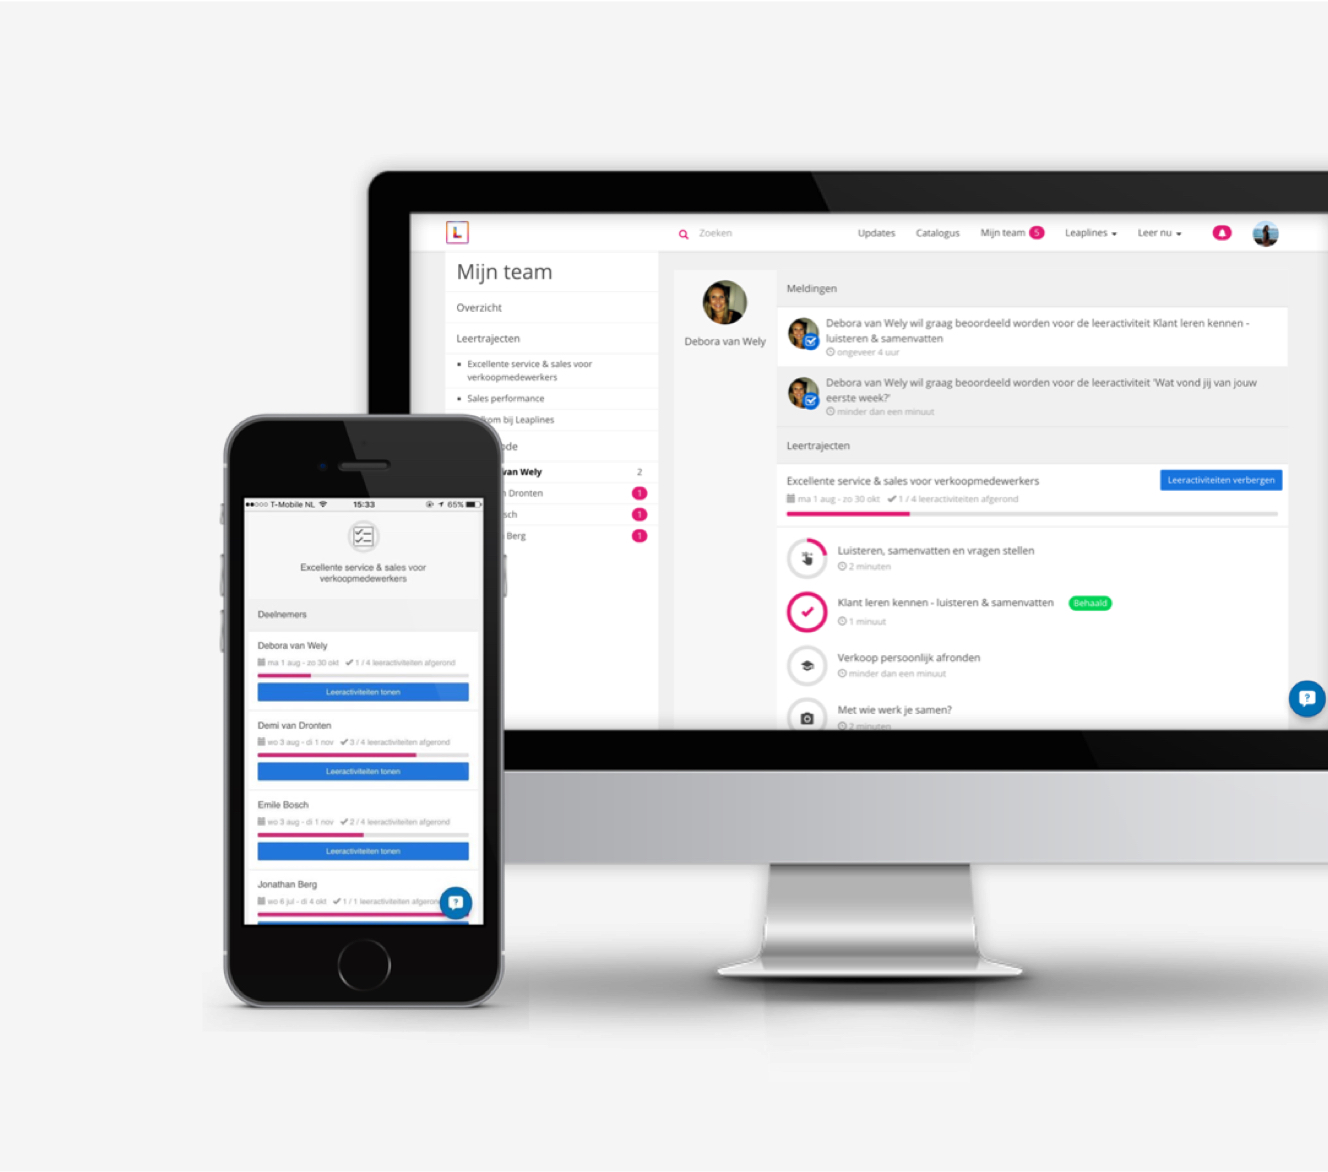 L
Zoeken
Updates
Catalogus
Mijn team 5
Leaplines
Leer nu
Mijn team
Overzicht
Leertrajecten
Excellente service & sales voor
verkoopmedewerkers
Sales performance
kom bij Leaplines
de
van Wely 2
Dronten 1
sch 1
Berg 1
Debora van Wely
Meldingen
Debora van Wely wil graag beoordeeld worden voor de leeractiviteit Klant leren kennen -
luisteren & samenvatten
ongeveer 4 uur
Debora van Wely wil graag beoordeeld worden voor de leeractiviteit 'Wat vond jij van jouw
eerste week?'
minder dan een minuut
Leertrajecten
Excellente service & sales voor verkoopmedewerkers
Leeractiviteiten verbergen
ma 1 aug - zo 30 okt 1 / 4 leeractiviteiten afgerond
Luisteren, samenvatten en vragen stellen
2 minuten
Klant leren kennen - luisteren & samenvatten Behaald
1 minuut
Verkoop persoonlijk afronden
minder dan een minuut
Met wie werk je samen?
2 minuten
?
T-Mobile NL 15:33 65%
Excellente service & sales voor
verkoopmedewerkers
Deelnemers
Debora van Wely
ma 1 aug - zo 30 okt 1 / 4 leeractiviteiten afgerond
Leeractiviteiten tonen
Demi van Dronten
wo 3 aug - di 1 nov 3 / 4 leeractiviteiten afgerond
Leeractiviteiten tonen
Emile Bosch
wo 3 aug - di 1 nov 2 / 4 leeractiviteiten afgerond
Leeractiviteiten tonen
Jonathan Berg
wo 6 jul - di 4 okt 1 / 1 leeractiviteiten afgeron
?